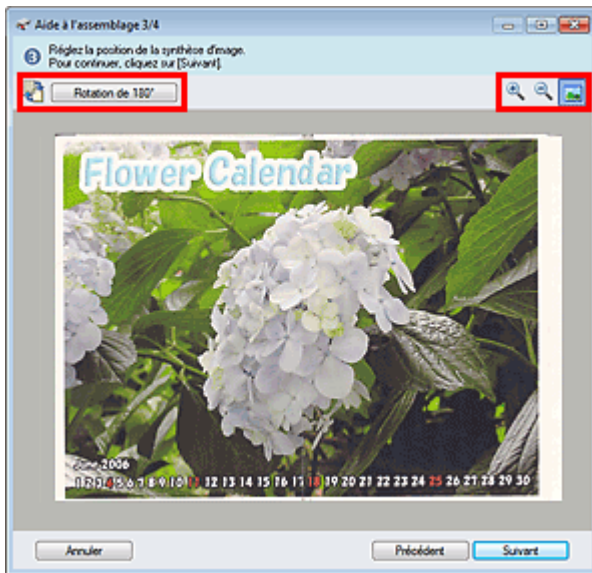 Aide à l'assemblage 3/4
3 Réglez la position de la synthèse d'image.
Pour continuer, cliquez sur [Suivant].
Rotation de 180°
Flower Calendar
June 2006
1 2 3 4 5 6 7 8 9 10 11 12 13 14 15 16 17 18 19 20 21 22 23 24 25 26 27 28 29 30
Annuler Précédent Suivant